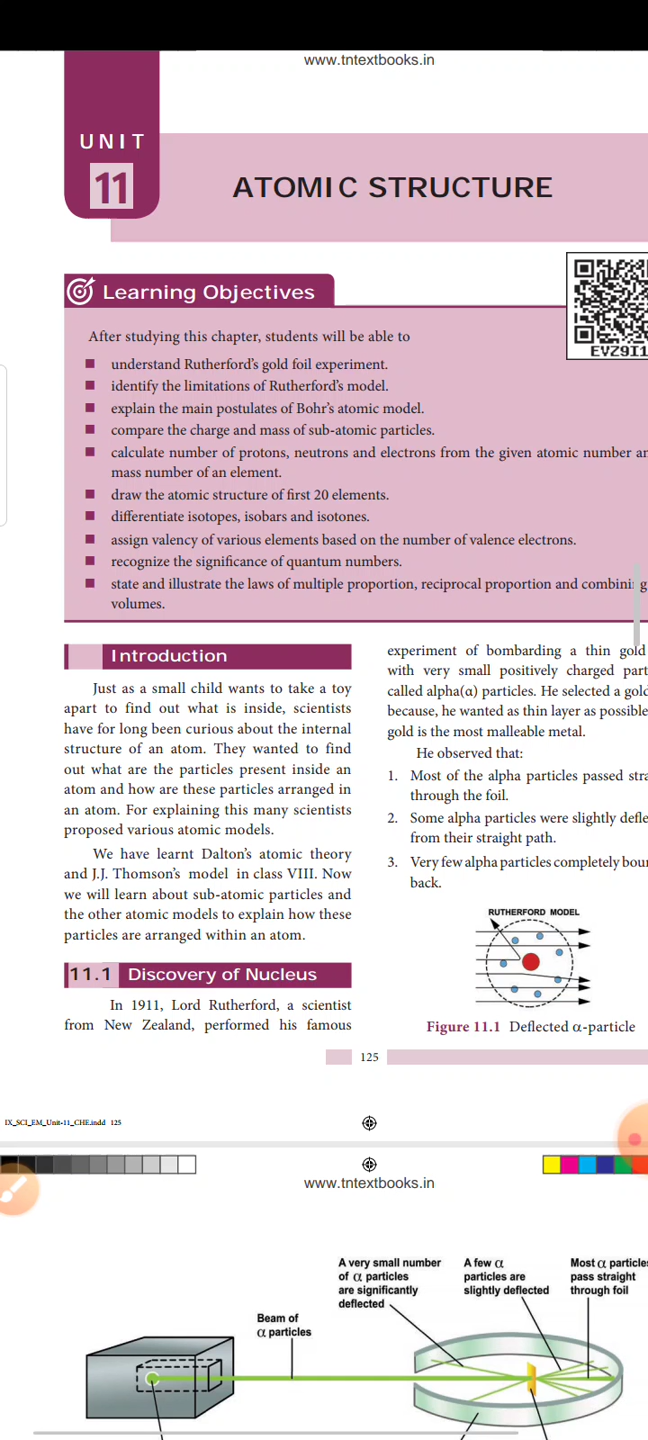 www.tntextbooks.in
UNIT
11
ATOMIC STRUCTURE
Learning Objectives
EVZ9I1
After studying this chapter, students will be able to
■ understand Rutherford's gold foil experiment.
■ identify the limitations of Rutherford's model.
■ explain the main postulates of Bohr's atomic model.
■ compare the charge and mass of sub-atomic particles.
■ calculate number of protons, neutrons and electrons from the given atomic number
mass number of an element.
■ draw the atomic structure of first 20 elements.
■ differentiate isotopes, isobars and isotones.
■ assign valency of various elements based on the number of valence electrons.
■ recognize the significance of quantum numbers.
■ state and illustrate the laws of multiple proportion, reciprocal proportion and combining
volumes.
Introduction
Just as a small child wants to take a toy
apart to find out what is inside, scientists
have for long been curious about the internal
structure of an atom. They wanted to find
out what are the particles present inside an
atom and how are these particles arranged in
an atom. For explaining this many scientists
proposed various atomic models.
We have learnt Dalton's atomic theory
and J.J. Thomson's model in class VIII. Now
we will learn about sub-atomic particles and
the other atomic models to explain how these
particles are arranged within an atom.
11.1 Discovery of Nucleus
In 1911, Lord Rutherford, a scientist
from New Zealand, performed his famous
experiment of bombarding a thin gold
with very small positively charged part
called alpha(α) particles. He selected a gold
because, he wanted as thin layer as possible
gold is the most malleable metal.
He observed that:
1. Most of the alpha particles passed stra
through the foil.
2. Some alpha particles were slightly defle
from their straight path.
3. Very few alpha particles completely bou
back.
RUTHERFORD MODEL
Figure 11.1 Deflected α-particle
125
IX_SCI_EM_Unit-11_CHE.indd 125
www.tntextbooks.in
A very small number
of α particles
are significantly
deflected
A few α
particles are
slightly deflected
Most α particles
pass straight
through foil
Beam of
α particles